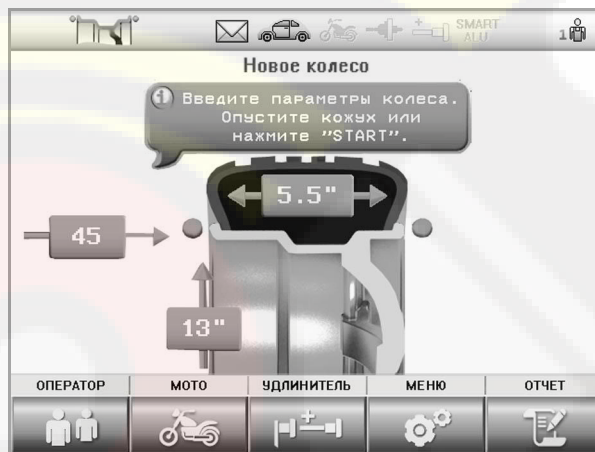 SMART
ALU
1
Новое колесо
i Введите параметры колеса.
Опустите кожух или
нажмите "START".
5.5"
45
13"
ОПЕРАТОР МОТО УДЛИНИТЕЛЬ МЕНЮ ОТЧЕТ